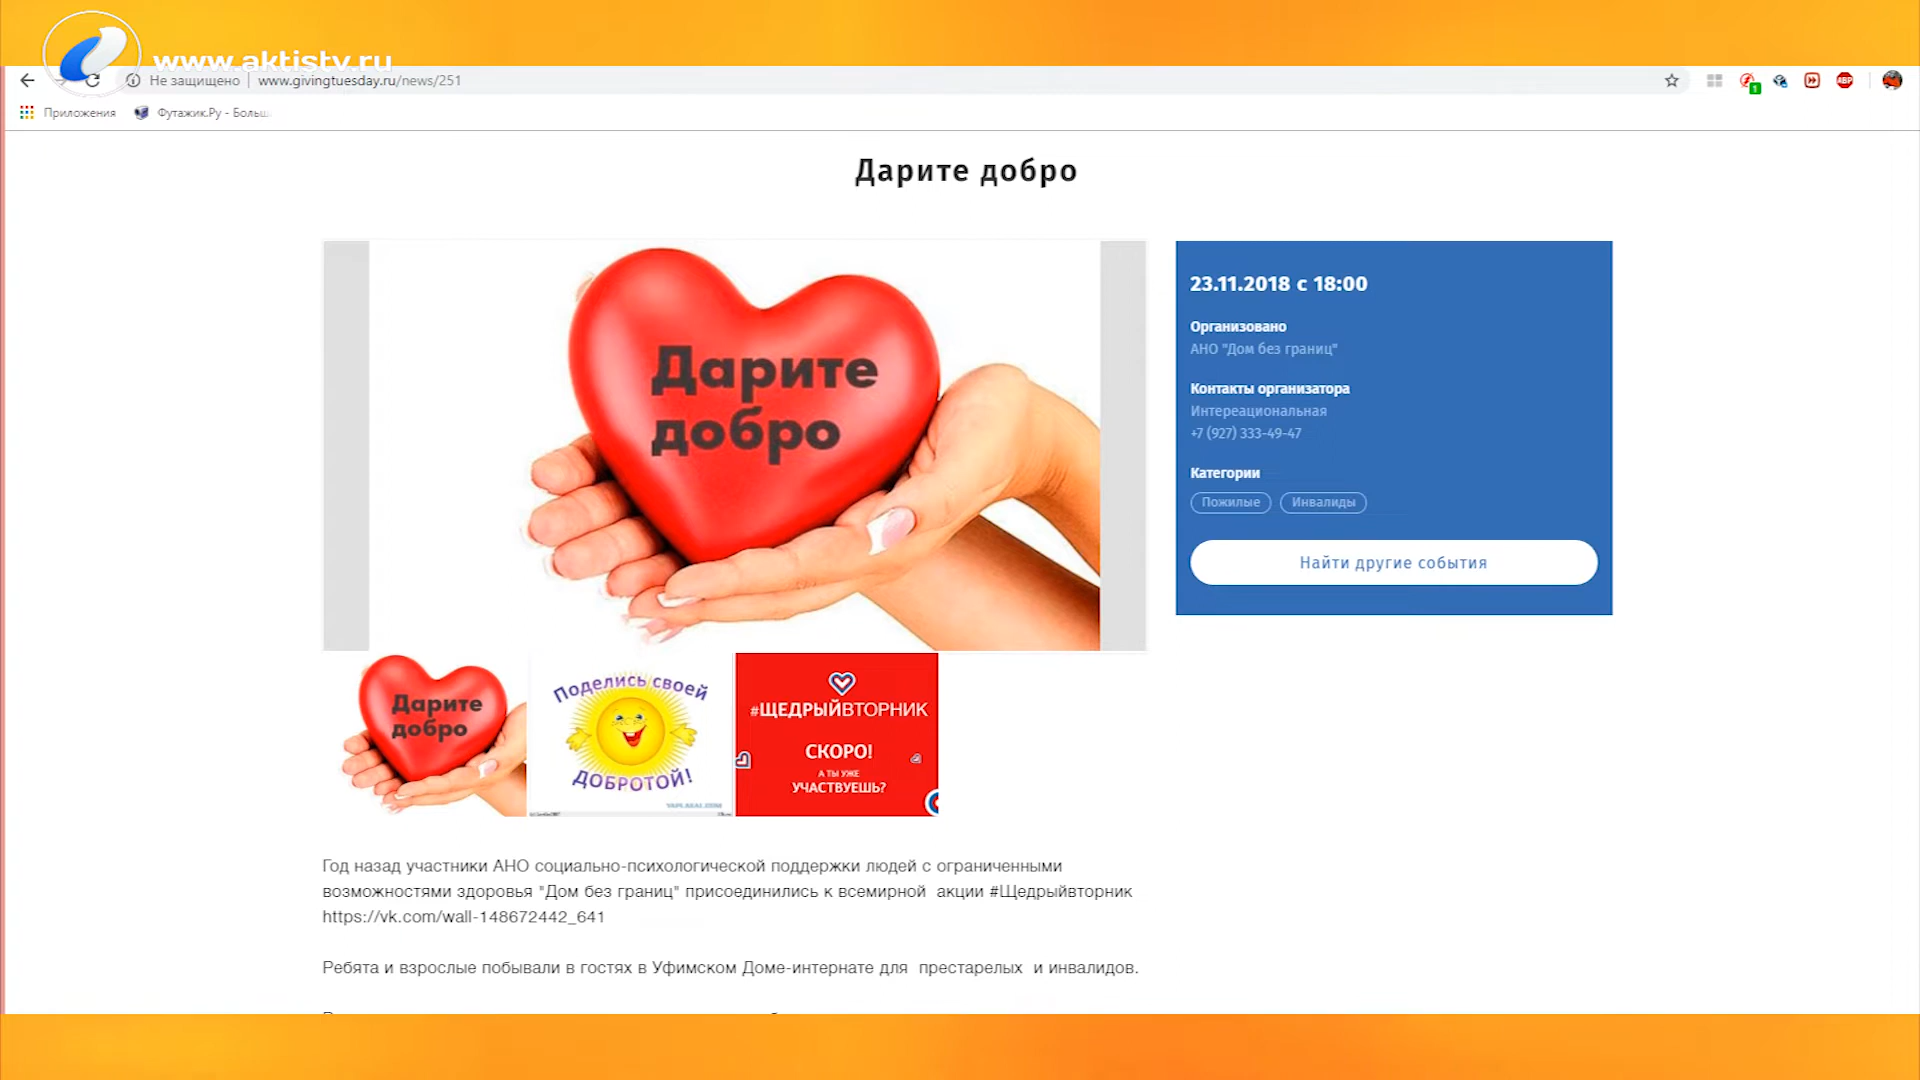 www.aktistv.ru
Не защищено | www.givingtuesday.ru/news/251
Приложения Футажик.Ру - Больш
Дарите добро
Дарите
добро
23.11.2018 с 18:00
Организовано
АНО "Дом без границ"
Контакты организатора
Интереациональная
+7 (927) 333-49-47
Категории
Пожилые Инвалиды
Найти другие события
Дарите
добро
Поделись своей
ДОБРОТОЙ!
#ЩЕДРЫЙВТОРНИК
СКОРО!
А ТЫ УЖЕ
УЧАСТВУЕШЬ?
Год назад участники АНО социально-психологической поддержки людей с ограниченными
возможностями здоровья "Дом без границ" присоединились к всемирной акции #Щедрыйвторник
https://vk.com/wall-148672442_641
Ребята и взрослые побывали в гостях в Уфимском Доме-интернате для престарелых и инвалидов.